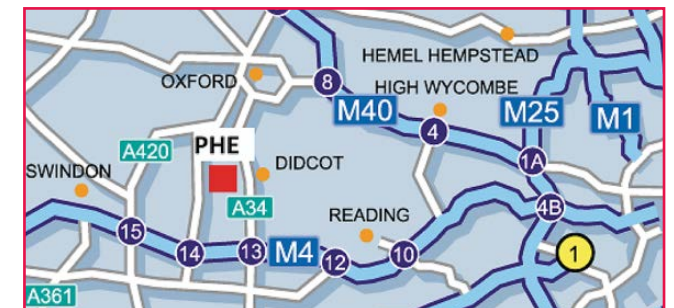 HEMEL HEMPSTEAD
OXFORD
8
HIGH WYCOMBE
M40
M25
M1
4
A420
PHE
1A
SWINDON
DIDCOT
A34
READING
4B
15
14
13
M4
12
10
1
A361